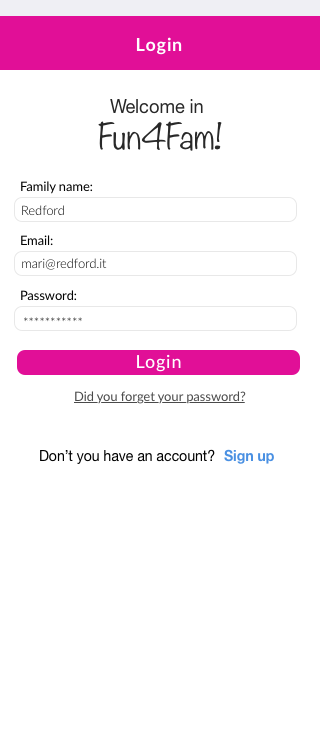 Login
Welcome in
Fun4Fam!
Family name:
Redford
Email:
mari@redford.it
Password:
***********
Login
Did you forget your password?
Don't you have an account? Sign up